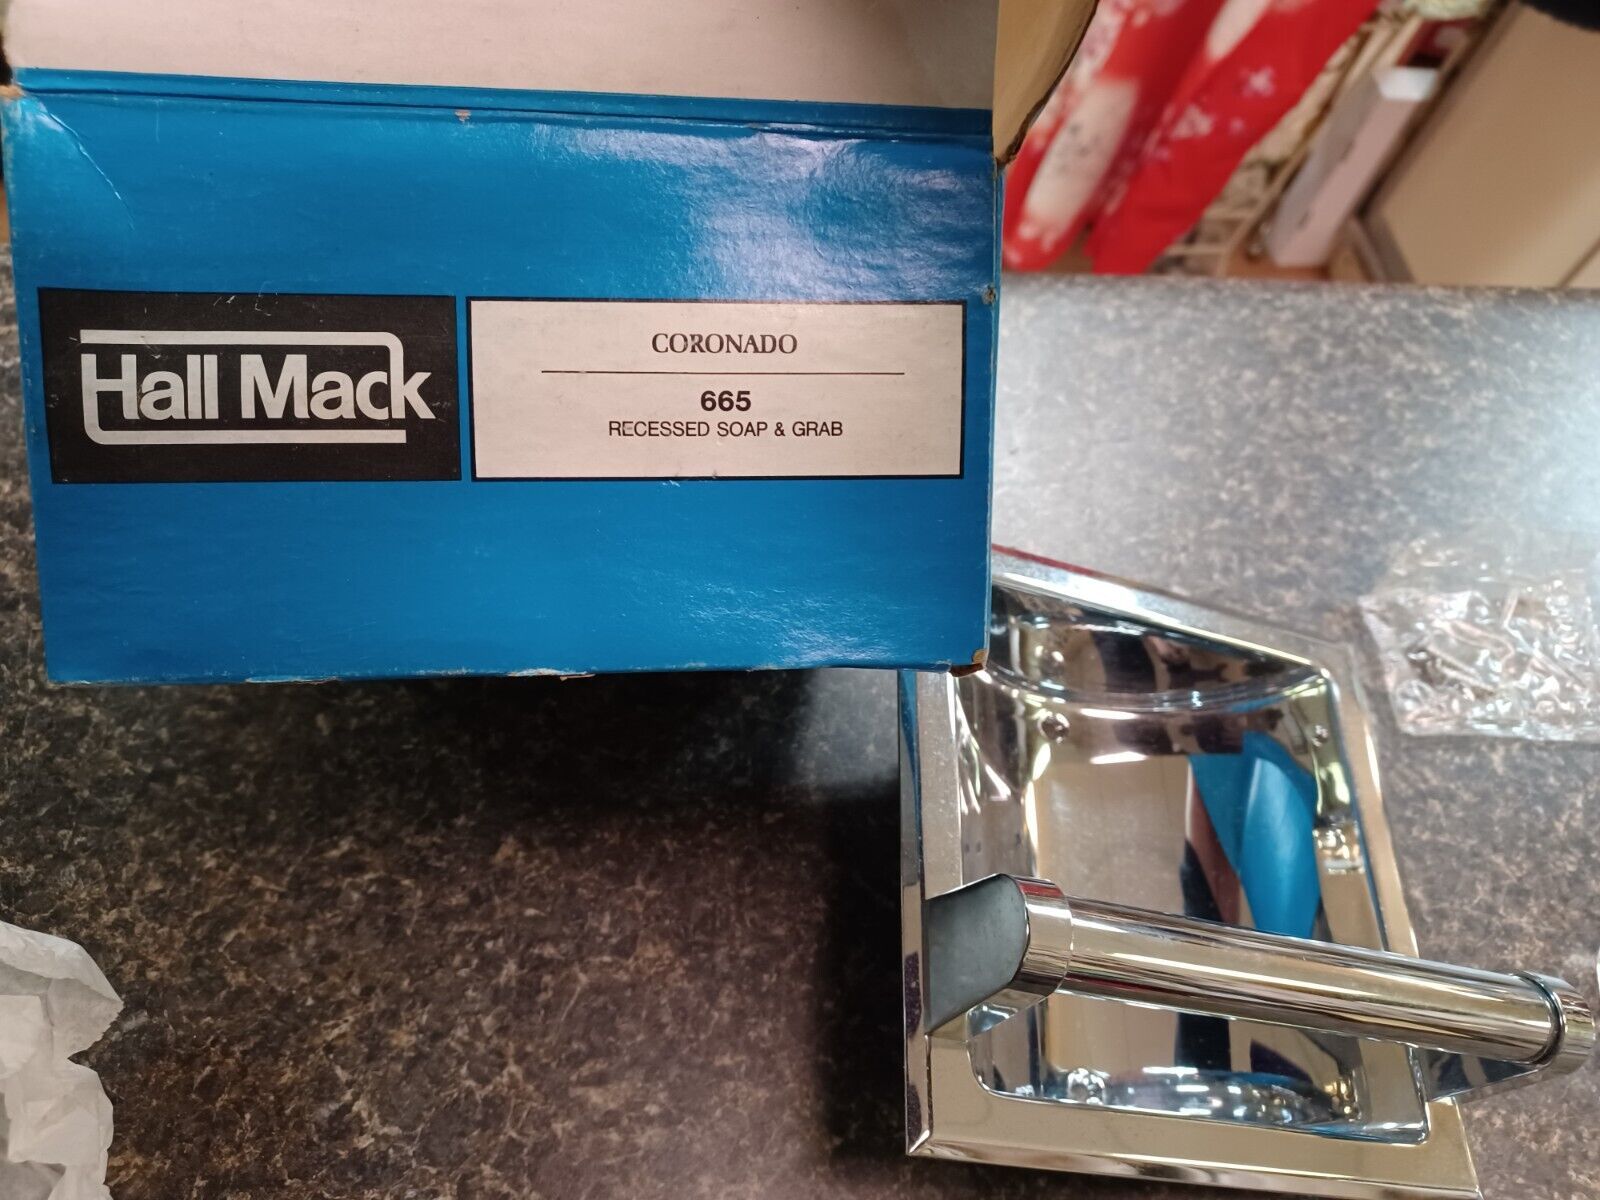 Hall Mack
CORONADO
665
RECESSED SOAP & GRAB